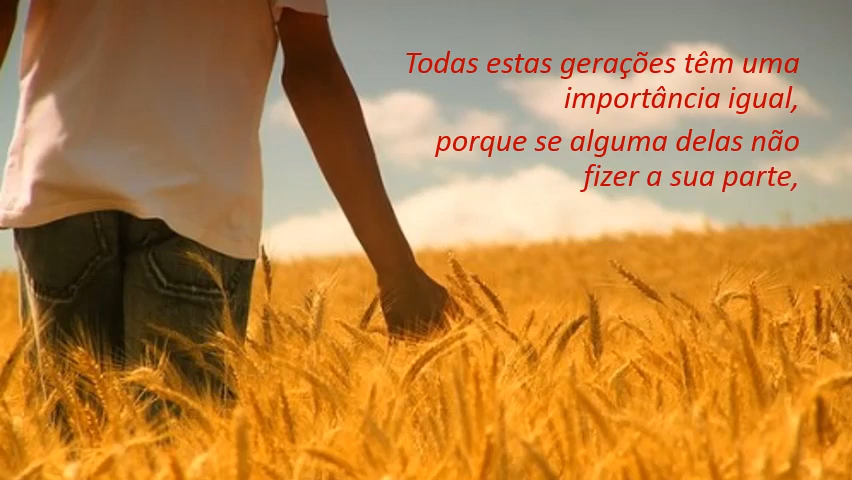 Todas estas gerações têm uma
importância igual,
porque se alguma delas não
fizer a sua parte,